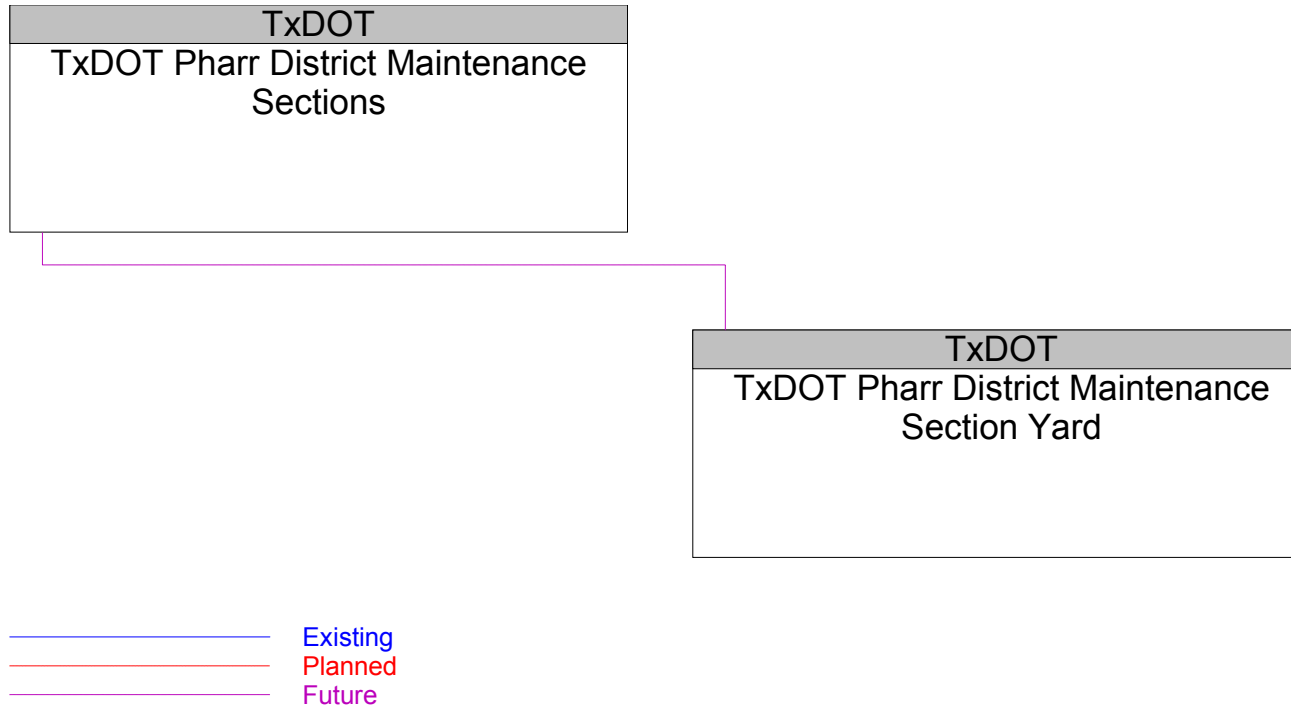 TxDOT
TxDOT Pharr District Maintenance
Sections
TxDOT
TxDOT Pharr District Maintenance
Section Yard
Existing
Planned
Future